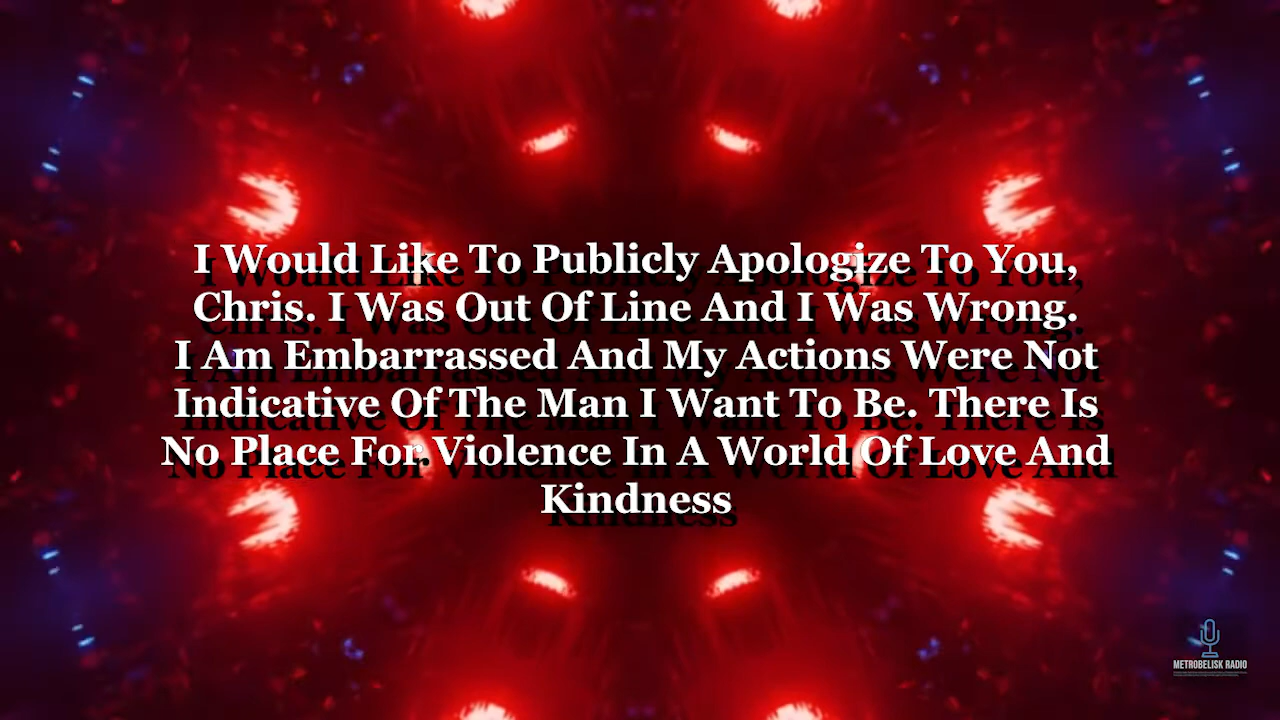 I Would Like To Publicly Apologize To You,
Chris. I Was Out Of Line And I Was Wrong.
I Am Embarrassed And My Actions Were Not
Indicative Of The Man I Want To Be. There Is
No Place For Violence In A World Of Love And
Kindness
METROBELISK RADIO